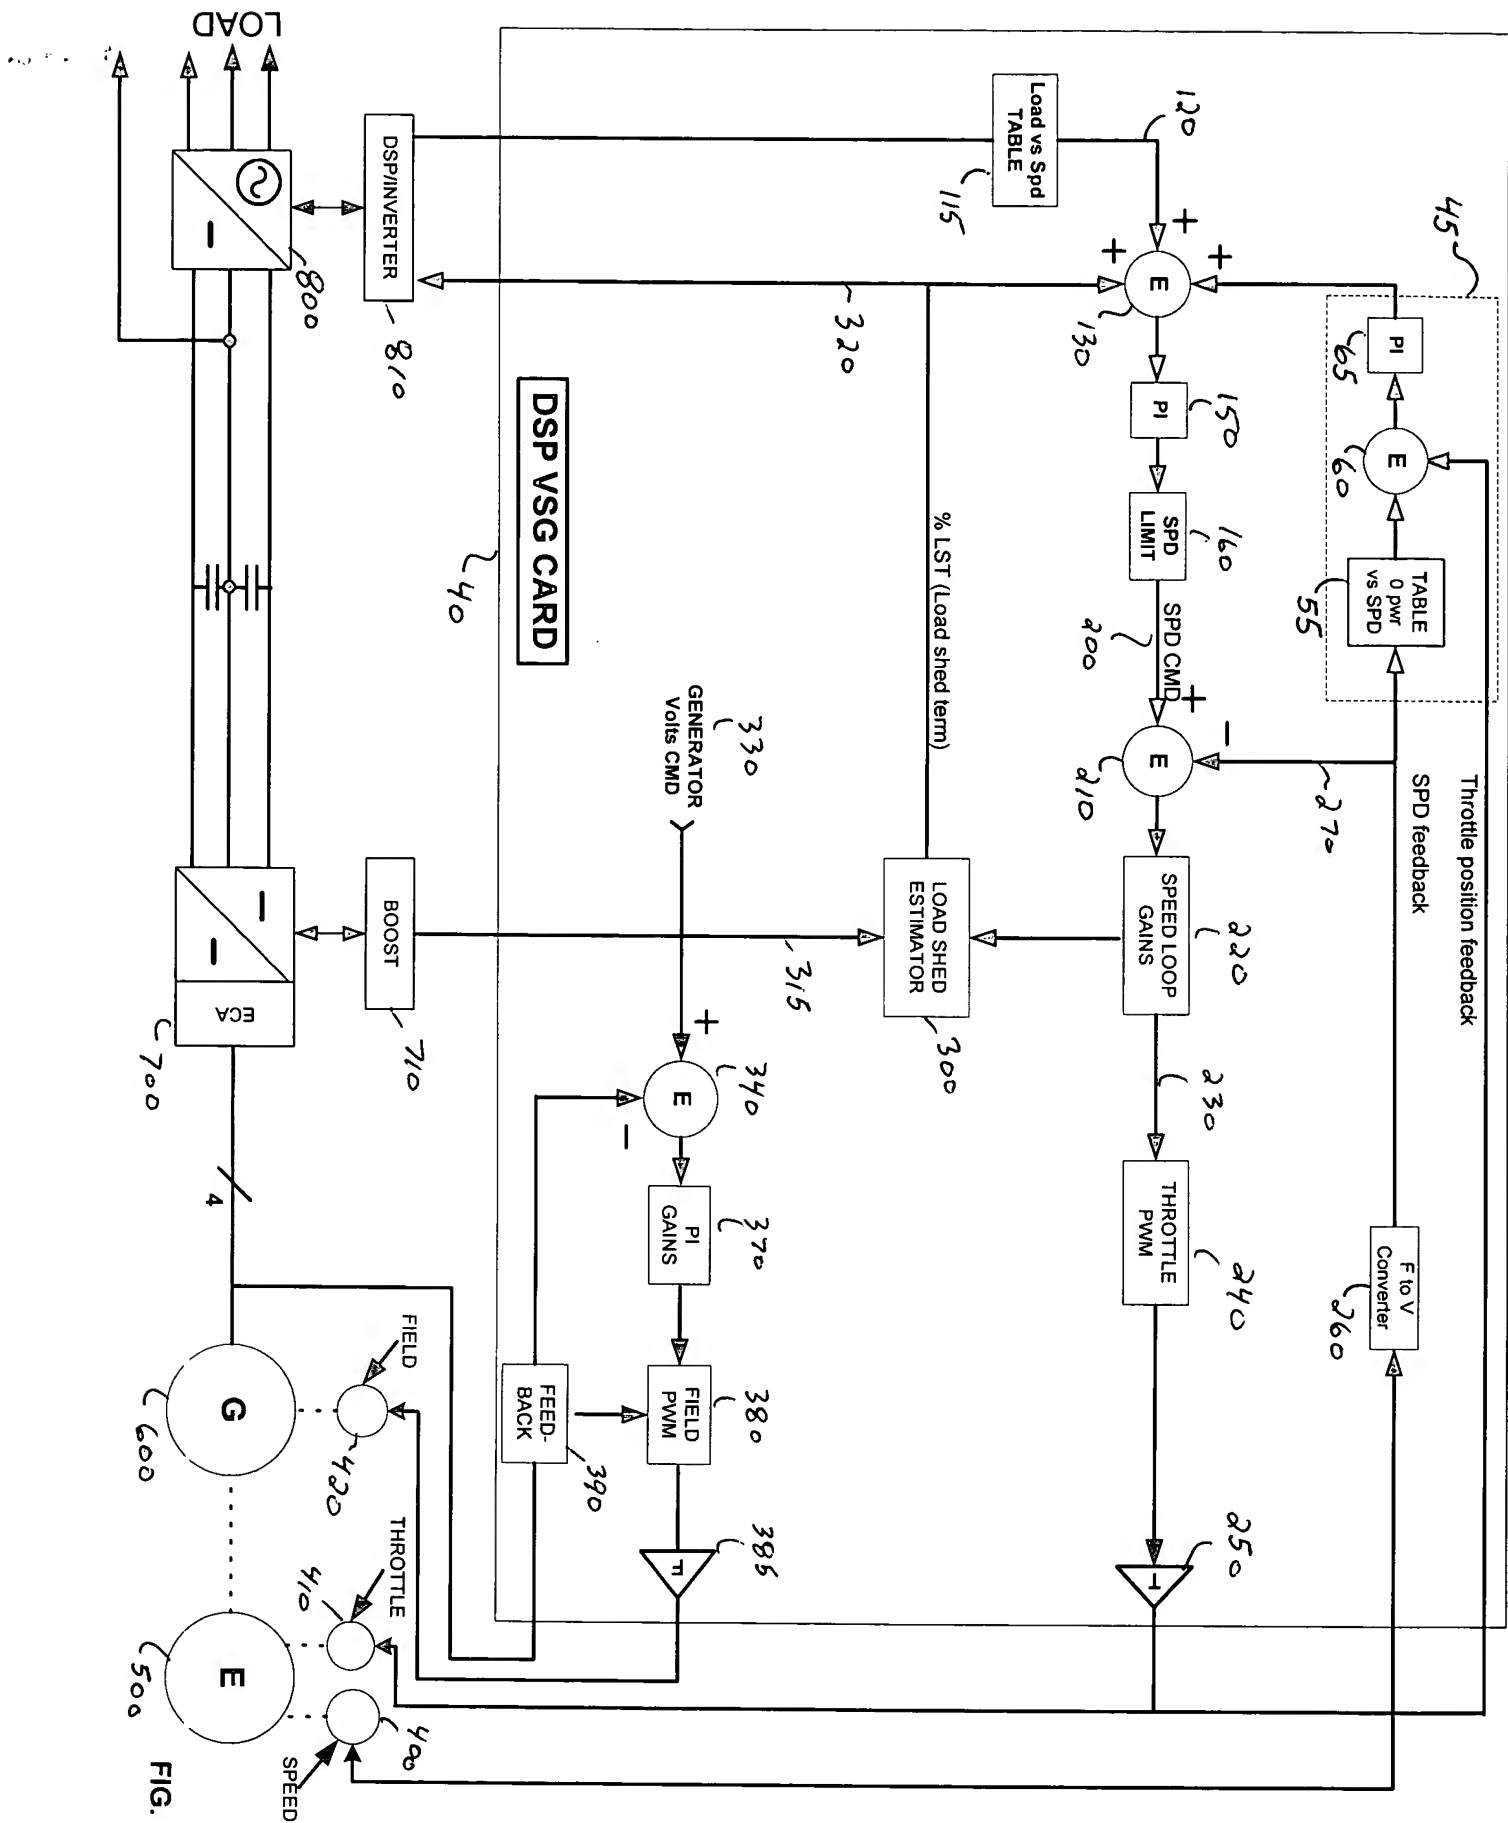 Throttle position feedback
SPD feedback
45
TABLE
0 pwr
vs SPD
55
E
60
PI
65
F to V
Converter
260
270
Load vs Spd
TABLE
115
120
+
+
+
E
130
PI
150
SPD
LIMIT
160
SPD CMD
200
+
−
E
210
SPEED LOOP
GAINS
220
230
THROTTLE
PWM
240
T
250
% LST (Load shed term)
320
LOAD SHED
ESTIMATOR
300
315
GENERATOR
Volts CMD
330
+
−
E
340
PI
GAINS
370
FIELD
PWM
380
F
385
FEED-
BACK
390
DSP VSG CARD
40
DSP/INVERTER
810
BOOST
710
LOAD
800
ECA
700
4
FIELD
420
G
600
THROTTLE
410
E
500
400
SPEED
FIG.